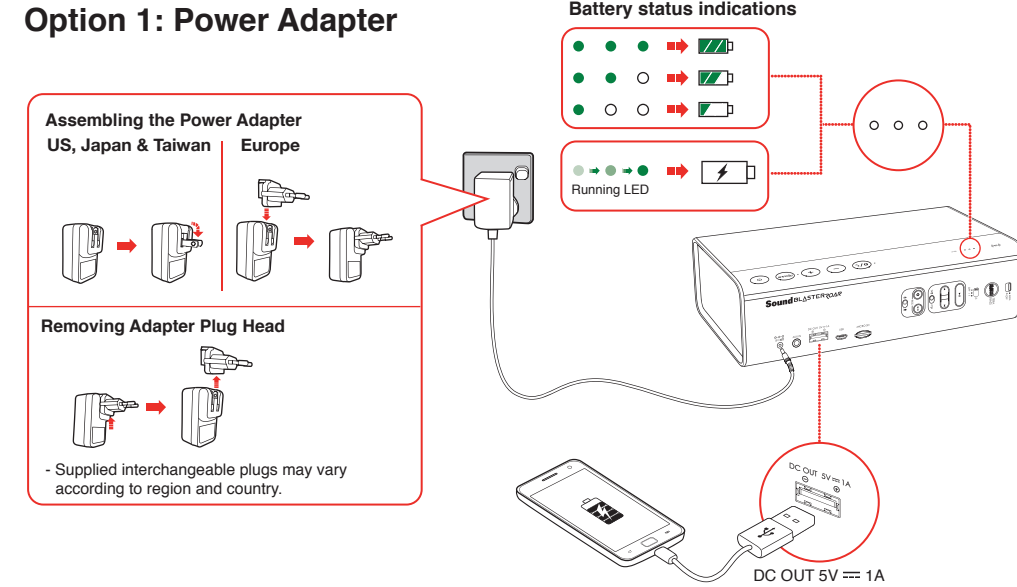 Option 1: Power Adapter
Battery status indications
Assembling the Power Adapter
US, Japan & Taiwan
Europe
Running LED
Removing Adapter Plug Head
- Supplied interchangeable plugs may vary
according to region and country.
Sound BLASTER ROAR
DC OUT 5V ⎓ 1A
DC OUT 5V ⎓ 1A